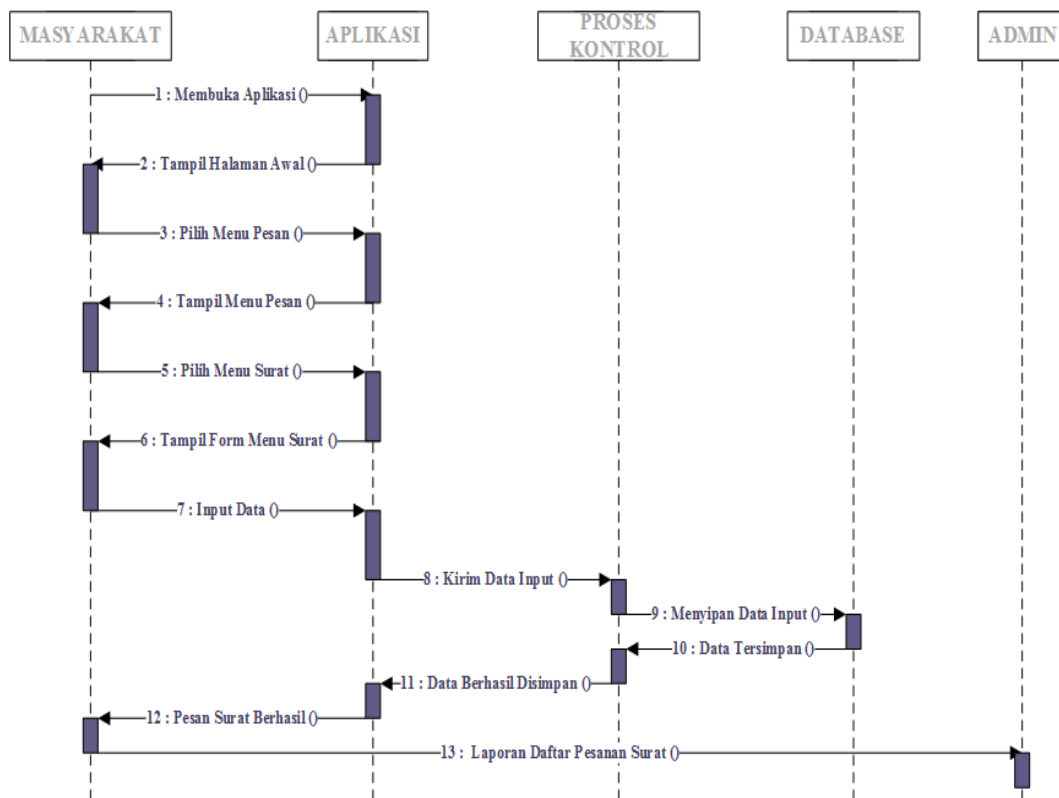 MASYARAKAT
APLIKASI
PROSES
KONTROL
DATABASE
ADMIN
1 : Membuka Aplikasi ()
2 : Tampil Halaman Awal ()
3 : Pilih Menu Pesan ()
4 : Tampil Menu Pesan ()
5 : Pilih Menu Surat ()
6 : Tampil Form Menu Surat ()
7 : Input Data ()
8 : Kirim Data Input ()
9 : Menyipan Data Input ()
10 : Data Tersimpan ()
11 : Data Berhasil Disimpan ()
12 : Pesan Surat Berhasil ()
13 : Laporan Daftar Pesanan Surat ()